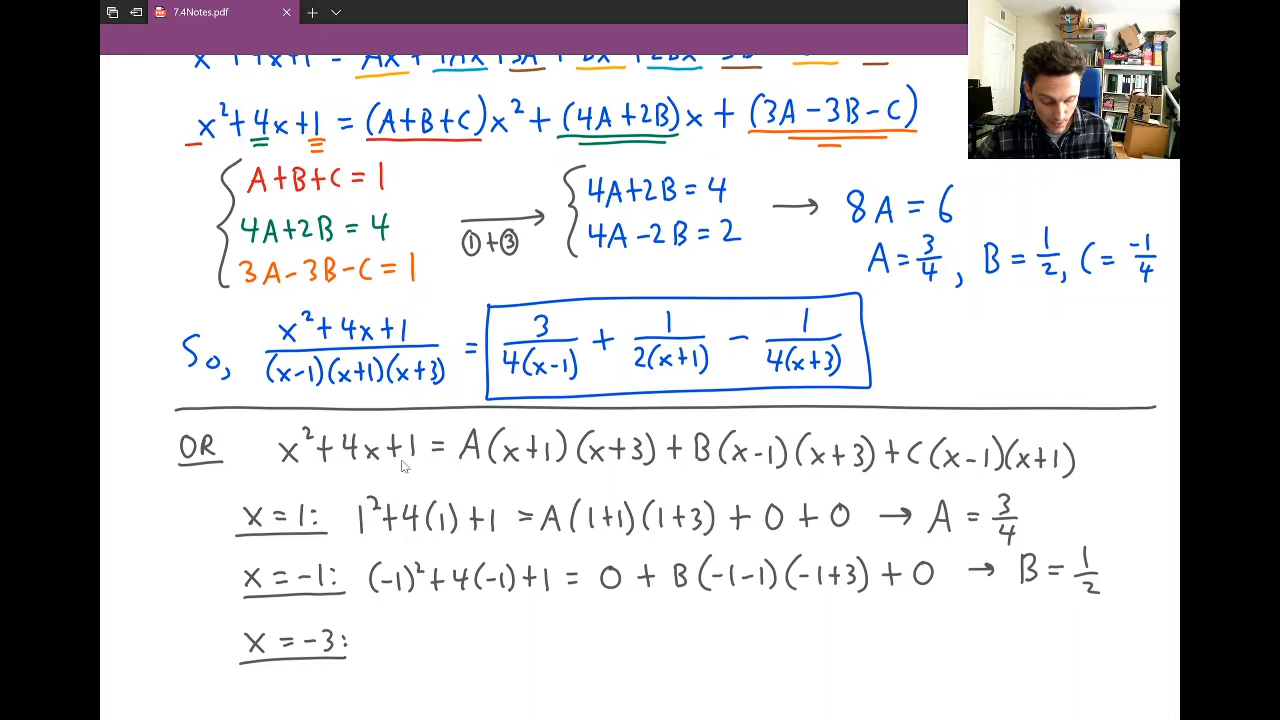 7.4Notes.pdf
x² + 4x + 1 = (A+B+C)x² + (4A+2B)x + (3A−3B−C)
A+B+C = 1
4A+2B = 4
3A−3B−C = 1
①+③
4A+2B = 4
4A−2B = 2
8A = 6
A = 3/4, B = 1/2, C = -1/4
So, (x²+4x+1)/((x-1)(x+1)(x+3)) = 3/(4(x-1)) + 1/(2(x+1)) − 1/(4(x+3))
OR x²+4x+1 = A(x+1)(x+3) + B(x-1)(x+3) + C(x-1)(x+1)
x = 1: 1²+4(1)+1 = A(1+1)(1+3) + 0 + 0 → A = 3/4
x = -1: (-1)²+4(-1)+1 = 0 + B(-1-1)(-1+3) + 0 → B = 1/2
x = -3: